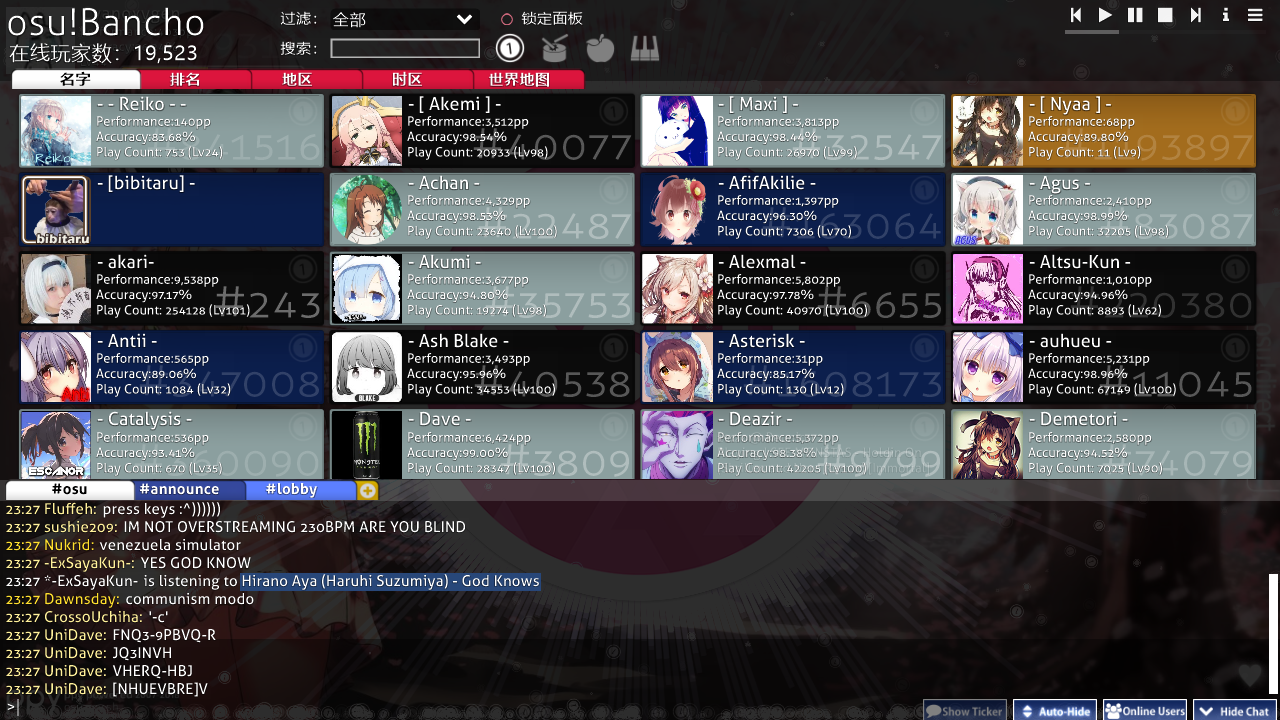 osu!Bancho
在线玩家数: 19,523
过滤: 全部 锁定面板
搜索:
名字 排名 地区 时区 世界地图
- - Reiko - -
Performance:140pp
Accuracy:83.68%
Play Count: 753 (Lv24)
Reiko
- [ Akemi ] -
Performance:3,512pp
Accuracy:98.54%
Play Count: 20933 (Lv98)
- [ Maxi ] -
Performance:3,813pp
Accuracy:98.44%
Play Count: 26970 (Lv99)
- [ Nyaa ] -
Performance:68pp
Accuracy:89.80%
Play Count: 11 (Lv9)
- [bibitaru] -
bibitaru
- Achan -
Performance:4,329pp
Accuracy:98.53%
Play Count: 23640 (Lv100)
- AfifAkilie -
Performance:1,397pp
Accuracy:96.30%
Play Count: 7306 (Lv70)
- Agus -
Performance:2,410pp
Accuracy:98.99%
Play Count: 32205 (Lv98)
AGUS
- akari-
Performance:9,538pp
Accuracy:97.17%
Play Count: 254128 (Lv101)
#243
- Akumi -
Performance:3,677pp
Accuracy:94.80%
Play Count: 19274 (Lv98)
#35753
- Alexmal -
Performance:5,802pp
Accuracy:97.78%
Play Count: 40370 (Lv100)
#6655
- Altsu-Kun -
Performance:1,010pp
Accuracy:94.96%
Play Count: 8893 (Lv62)
- Antii -
Performance:565pp
Accuracy:89.06%
Play Count: 1084 (Lv32)
- Ash Blake -
Performance:3,493pp
Accuracy:95.96%
Play Count: 34553 (Lv100)
#40538
BLAKE
- Asterisk -
Performance:31pp
Accuracy:85.17%
Play Count: 130 (Lv12)
- auhueu -
Performance:5,231pp
Accuracy:98.96%
Play Count: 67149 (Lv100)
#11045
- Catalysis -
Performance:536pp
Accuracy:93.41%
Play Count: 670 (Lv35)
ESCANOR
- Dave -
Performance:6,424pp
Accuracy:99.00%
Play Count: 28347 (Lv100)
#3809
MONSTER
- Deazir -
Performance:5,372pp
Accuracy:98.38%
Play Count: 42205 (Lv100)
- Demetori -
Performance:2,580pp
Accuracy:94.52%
Play Count: 7025 (Lv90)
#osu #announce #lobby
23:27 Fluffeh: press keys :^))))))
23:27 sushie209: IM NOT OVERSTREAMING 230BPM ARE YOU BLIND
23:27 Nukrid: venezuela simulator
23:27 -ExSayaKun-: YES GOD KNOW
23:27 *-ExSayaKun- is listening to Hirano Aya (Haruhi Suzumiya) - God Knows
23:27 Dawnsday: communism modo
23:27 CrossoUchiha: '-c'
23:27 UniDave: FNQ3-9PBVQ-R
23:27 UniDave: JQ3INVH
23:27 UniDave: VHERQ-HBJ
23:27 UniDave: [NHUEVBRE]V
>
Show Ticker Auto-Hide Online Users Hide Chat